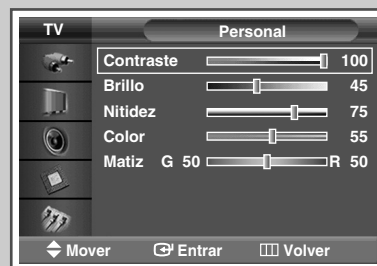 TV Personal
Contraste 100
Brillo 45
Nitidez 75
Color 55
Matiz G 50 R 50
Mover Entrar Volver